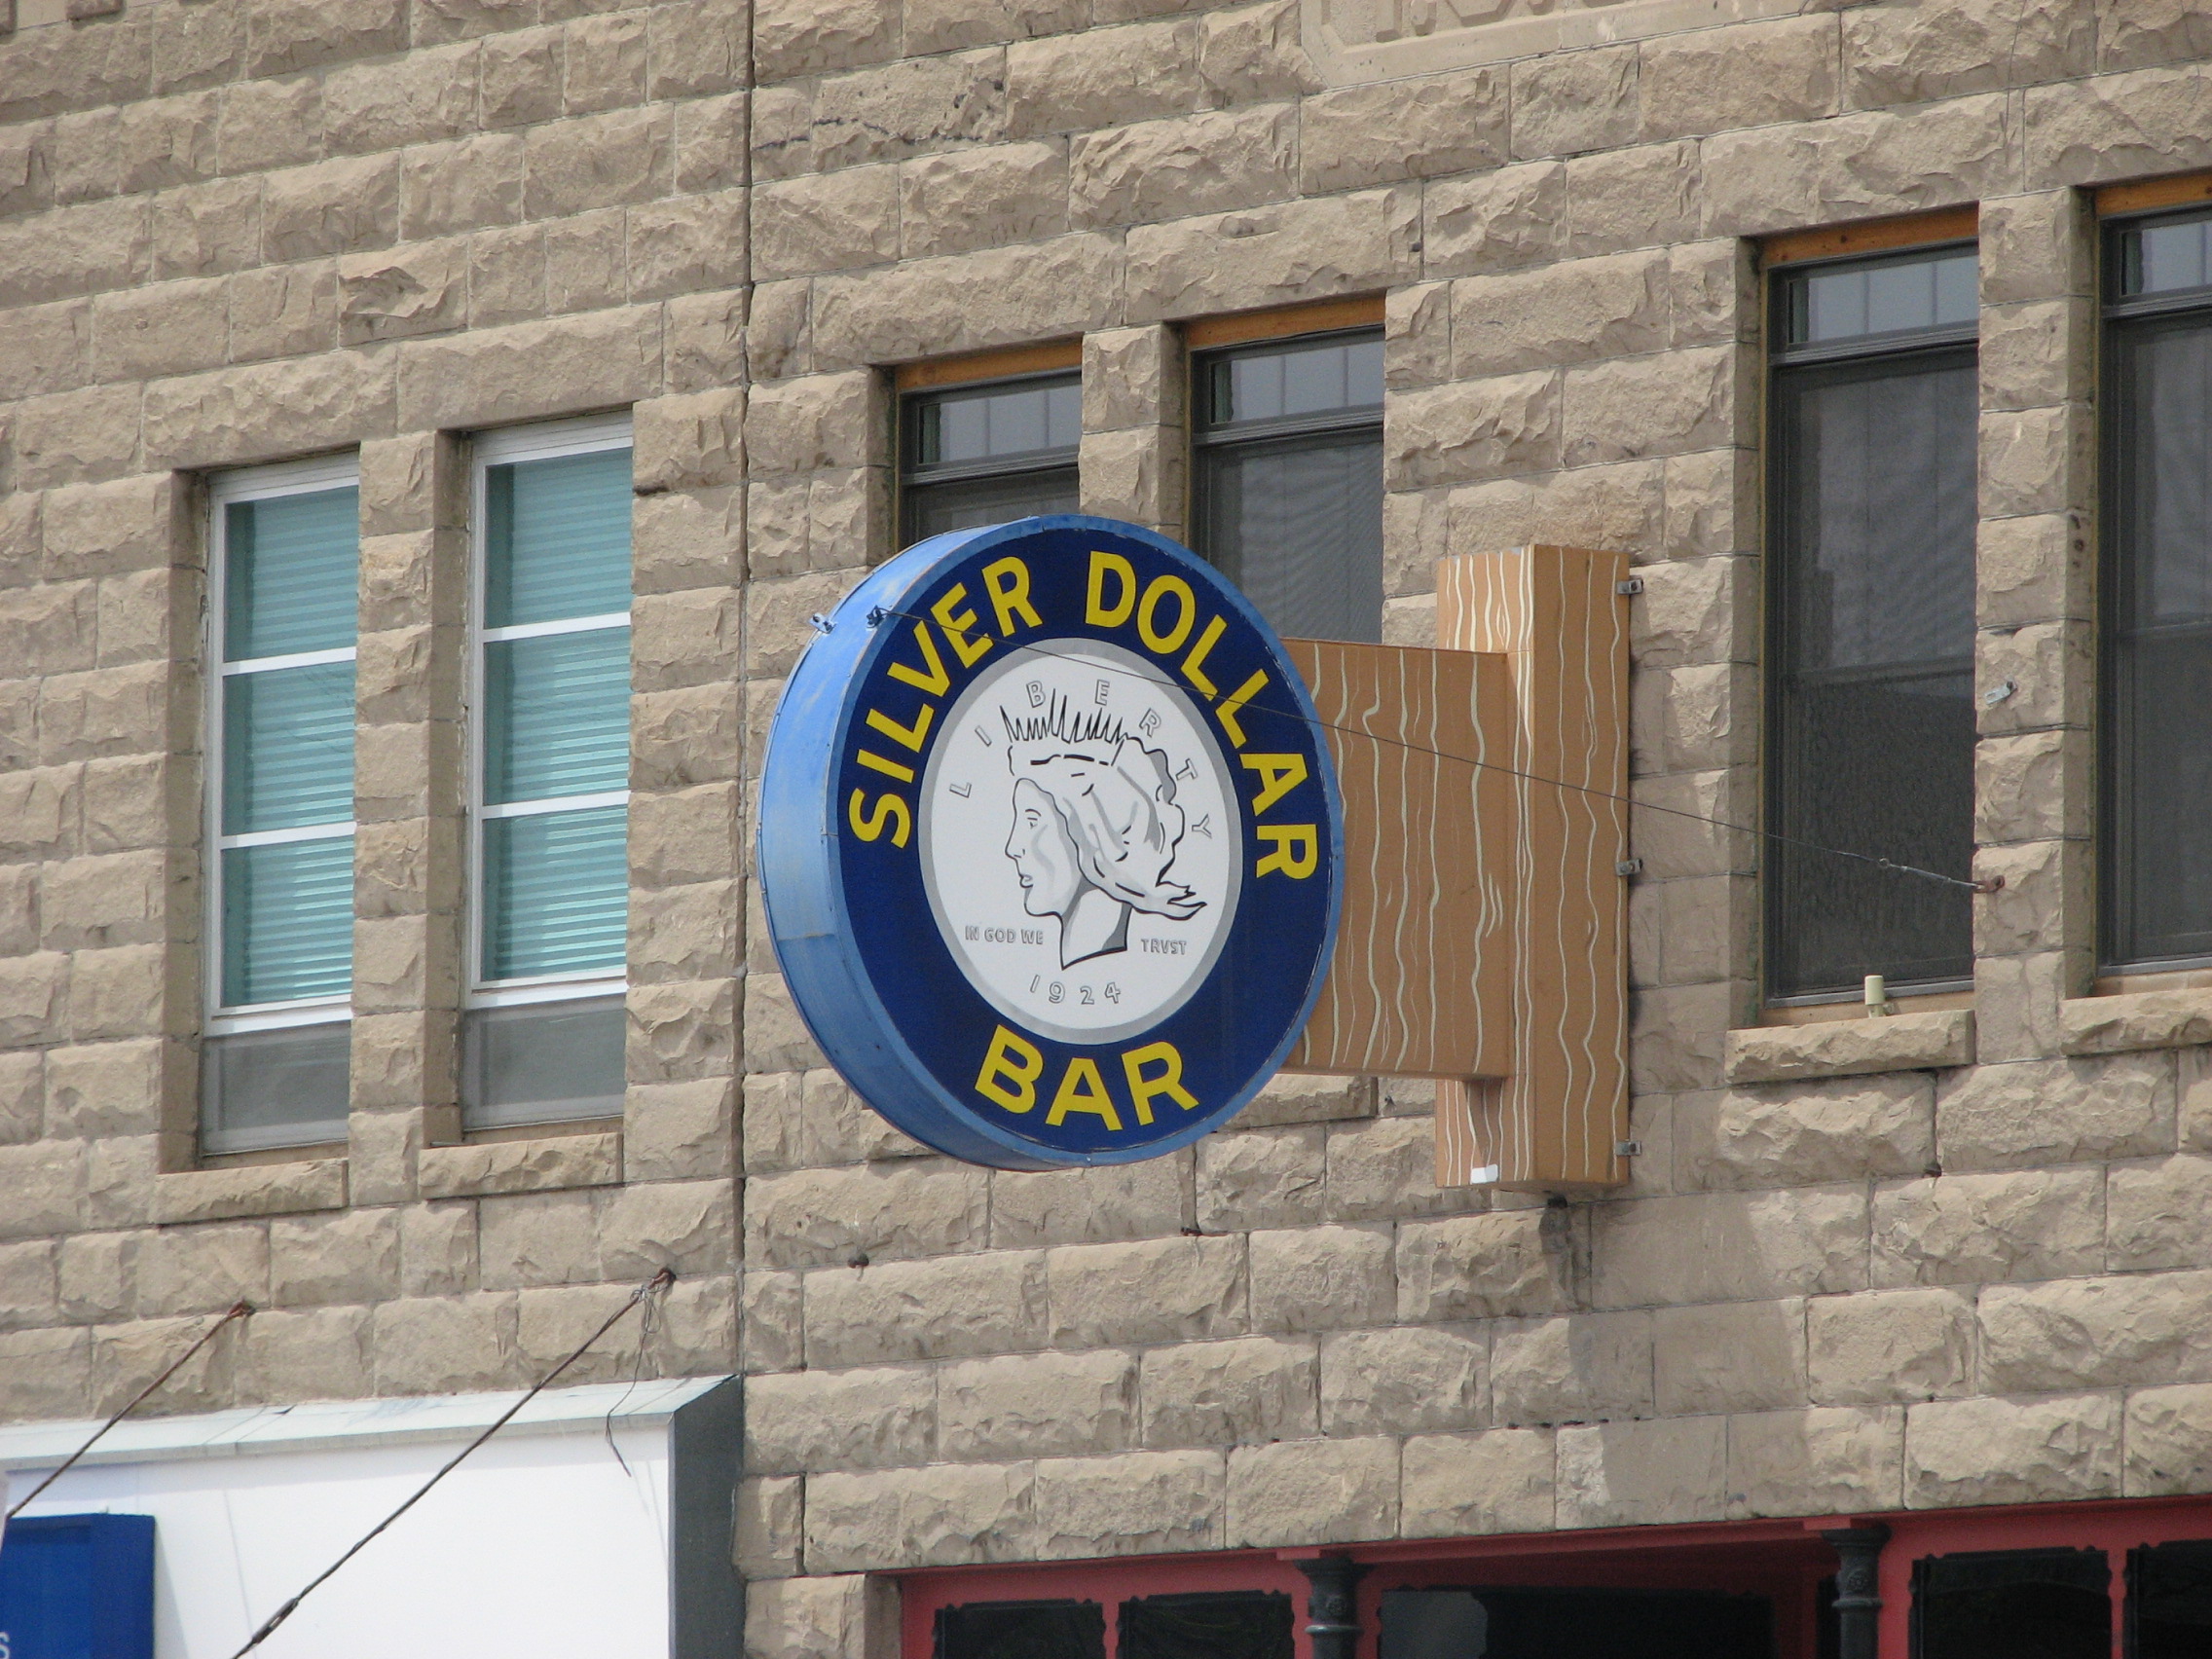 SILVER DOLLAR
LIBERTY
IN GOD WE TRVST
1924
BAR